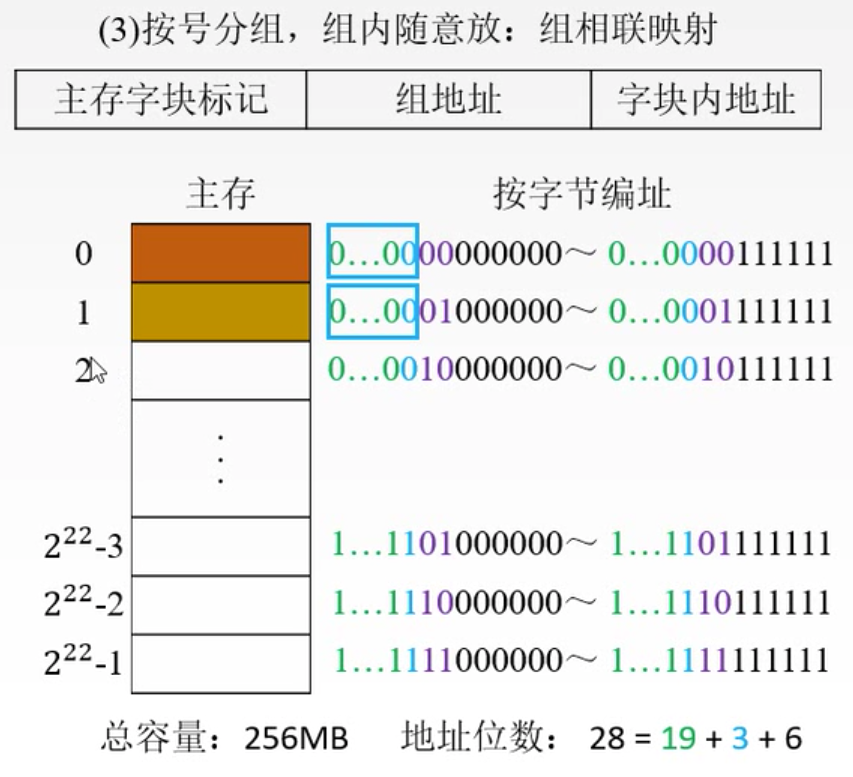 (3)按号分组，组内随意放：组相联映射
主存字块标记 组地址 字块内地址
主存 按字节编址
0 0…0000000000～ 0…0000111111
1 0…0001000000～ 0…0001111111
2 0…0010000000～ 0…0010111111
⋮
2²²-3 1…1101000000～ 1…1101111111
2²²-2 1…1110000000～ 1…1110111111
2²²-1 1…1111000000～ 1…1111111111
总容量：256MB 地址位数： 28 = 19 + 3 + 6